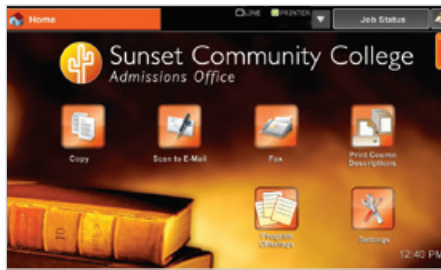 Home
LINE
PRINTER
Job Status
Sunset Community College
Admissions Office
Copy
Scan to E-Mail
Fax
Print Course
Descriptions
Settings
12:40 PM